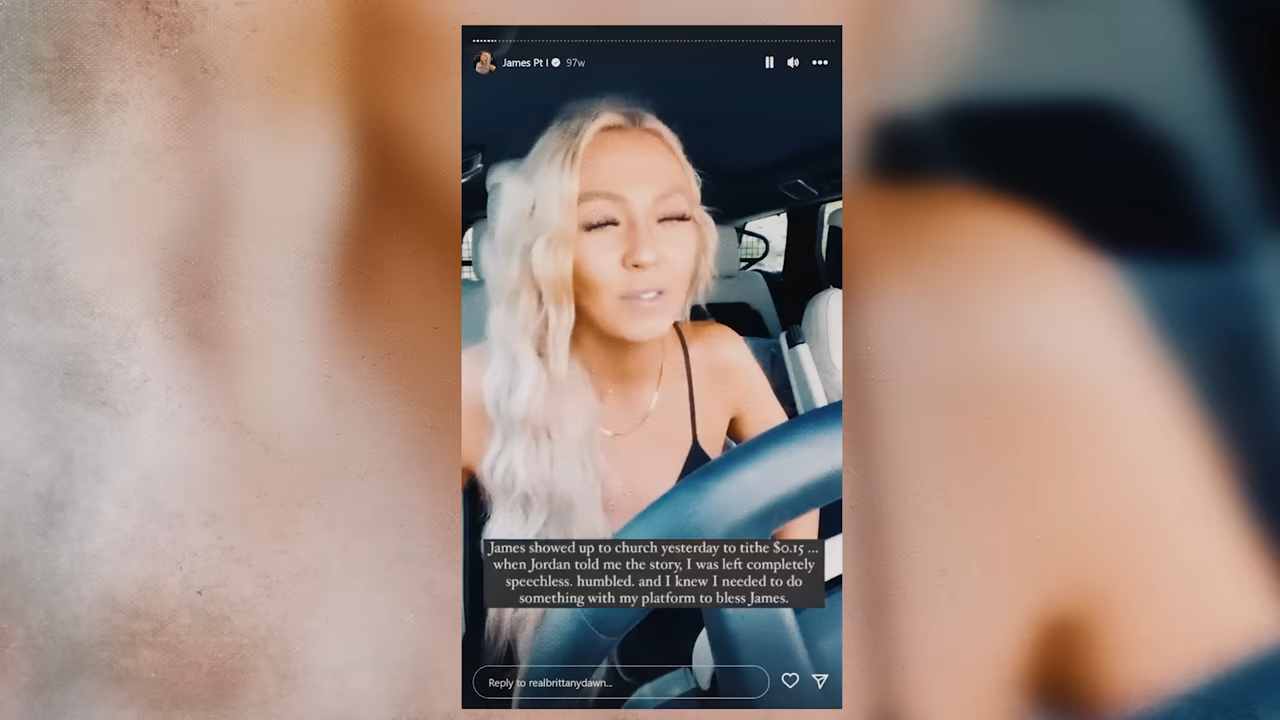 James Pt I 97w
James showed up to church yesterday to tithe $0.15 ...
when Jordan told me the story, I was left completely
speechless. humbled. and I knew I needed to do
something with my platform to bless James.
Reply to realbrittanydawn...